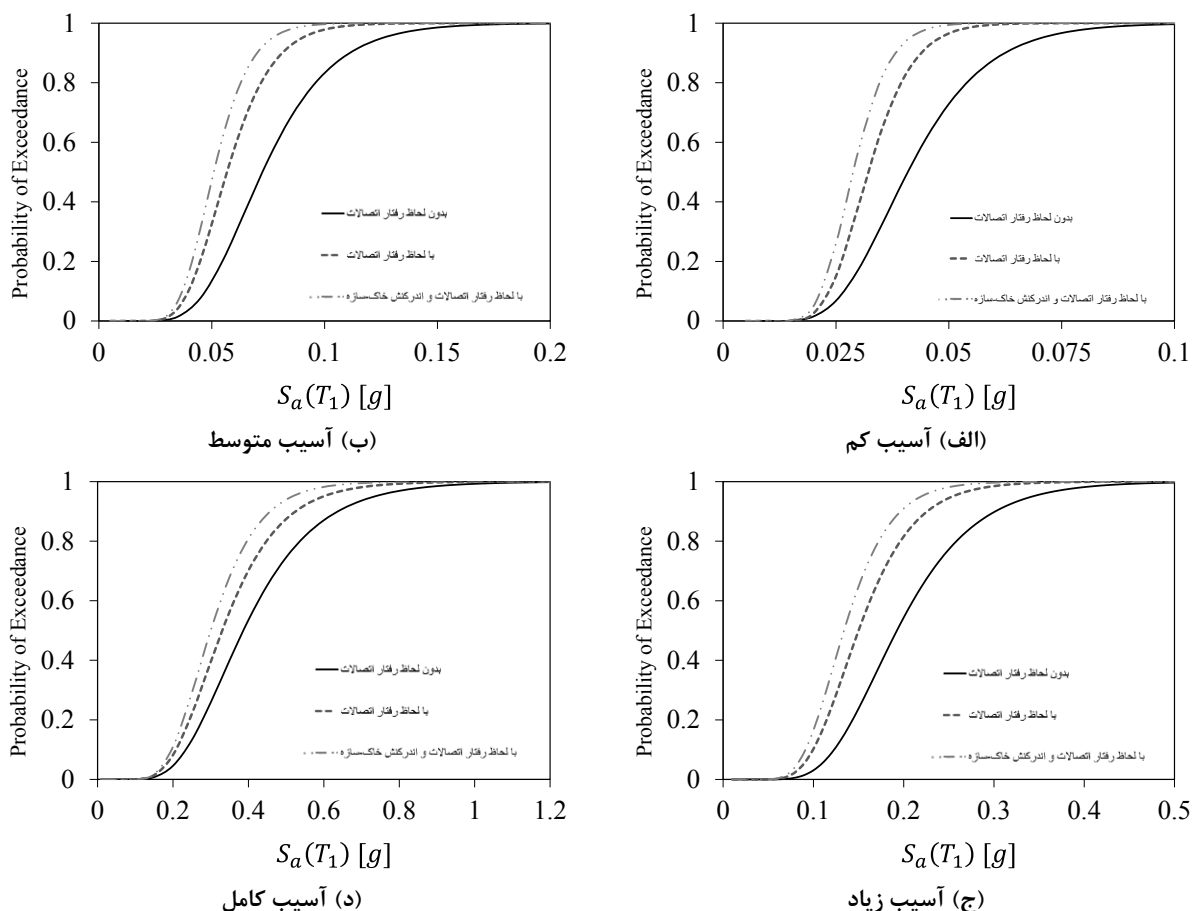 1
0.8
0.6
0.4
0.2
0
Probability of Exceedance
بدون لحاظ رفتار اتصالات
با لحاظ رفتار اتصالات
با لحاظ رفتار اتصالات و اندرکنش خاک-سازه
0 0.025 0.05 0.075 0.1
Sa(T1) [g]
(الف) آسیب کم
1
0.8
0.6
0.4
0.2
0
Probability of Exceedance
بدون لحاظ رفتار اتصالات
با لحاظ رفتار اتصالات
با لحاظ رفتار اتصالات و اندرکنش خاک-سازه
0 0.05 0.1 0.15 0.2
Sa(T1) [g]
(ب) آسیب متوسط
1
0.8
0.6
0.4
0.2
0
Probability of Exceedance
بدون لحاظ رفتار اتصالات
با لحاظ رفتار اتصالات
با لحاظ رفتار اتصالات و اندرکنش خاک-سازه
0 0.1 0.2 0.3 0.4 0.5
Sa(T1) [g]
(ج) آسیب زیاد
1
0.8
0.6
0.4
0.2
0
Probability of Exceedance
بدون لحاظ رفتار اتصالات
با لحاظ رفتار اتصالات
با لحاظ رفتار اتصالات و اندرکنش خاک-سازه
0 0.2 0.4 0.6 0.8 1 1.2
Sa(T1) [g]
(د) آسیب کامل